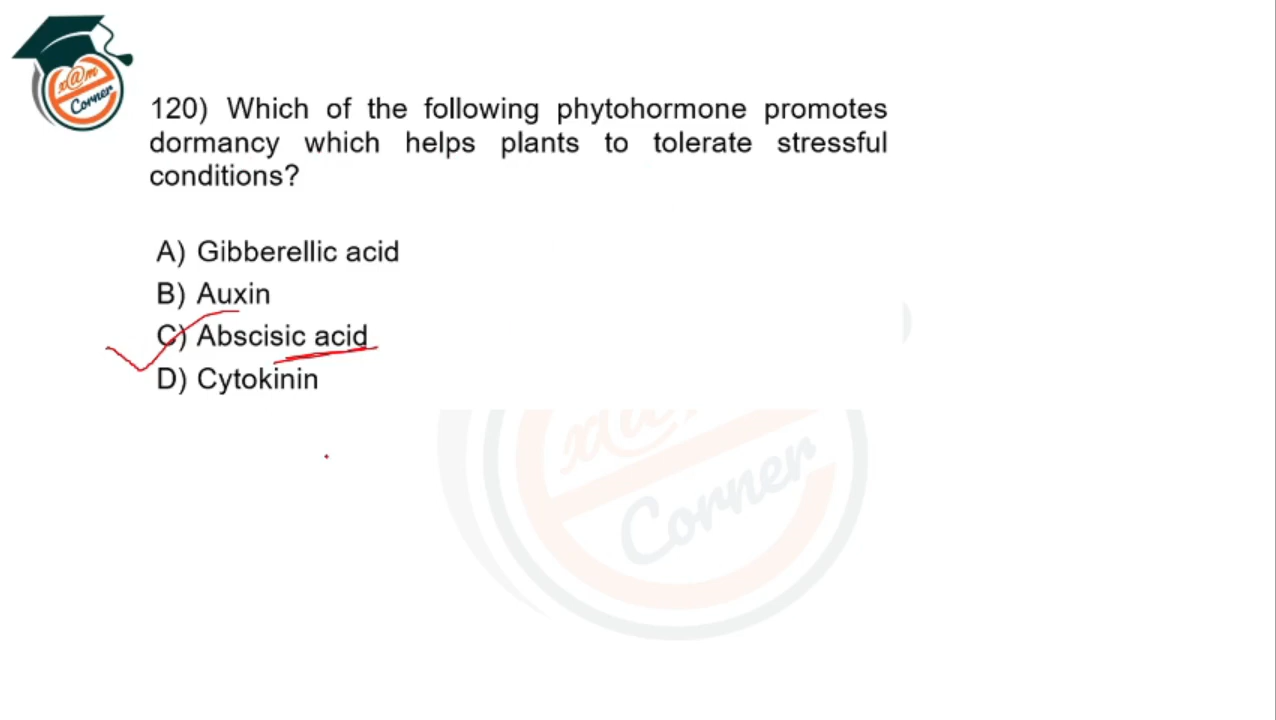 x@m
Corner
120) Which of the following phytohormone promotes
dormancy which helps plants to tolerate stressful
conditions?
A) Gibberellic acid
B) Auxin
C) Abscisic acid
D) Cytokinin
x@m
Corner